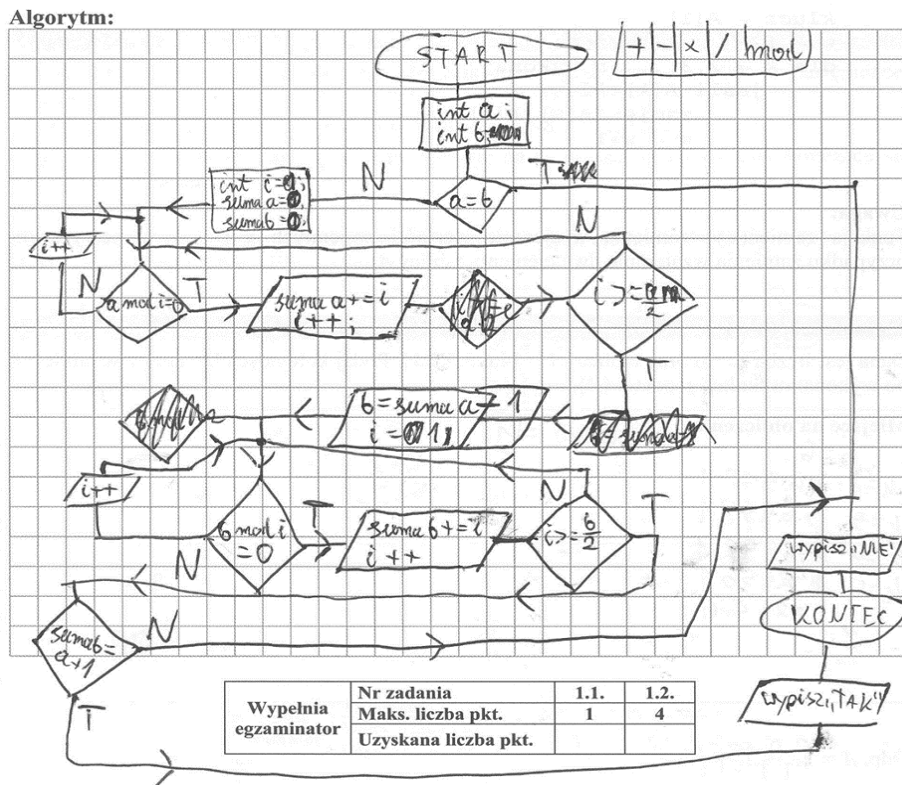 Algorytm:
START
+ | - | × | / | mod
int a;
int b
a=b
T
N
int i=0;
suma a=0;
suma b=0;
i++
N
a mod i=0
T
suma a+=i
i++;
N
i>=a/2
T
b=suma a-1
i=1;
i++
N
b mod i
=0
T
suma b+=i
i++
N
i>=b/2
T
wypisz„NIE"
KONIEC
suma b=
a+1
N
T
wypisz„TAK"
Wypełnia egzaminator
Nr zadania 1.1. 1.2.
Maks. liczba pkt. 1 4
Uzyskana liczba pkt.